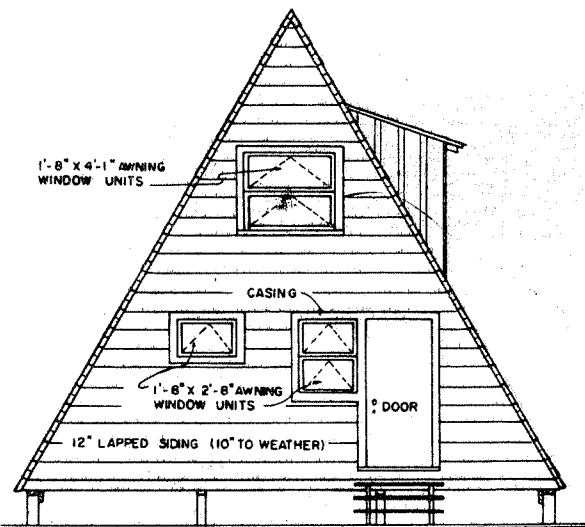 1'-8" X 4'-1" AWNING
WINDOW UNITS
CASING
1'-8" X 2'-8" AWNING
WINDOW UNITS
DOOR
12" LAPPED SIDING (10" TO WEATHER)